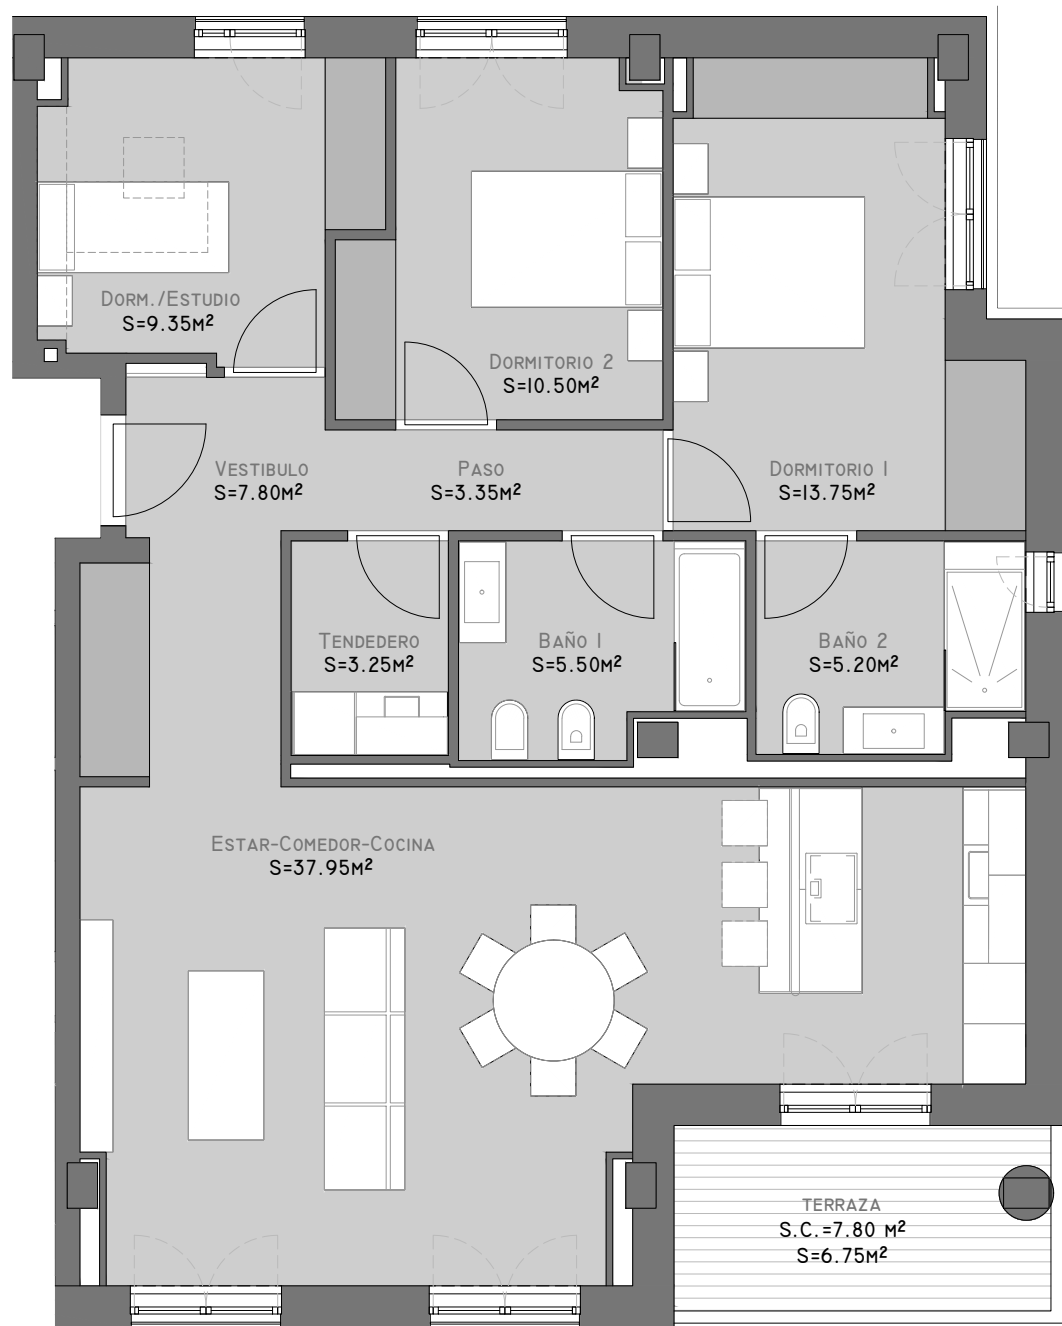 Dorm./Estudio
S=9.35m²
Dormitorio 2
S=10.50m²
Vestibulo
S=7.80m²
Paso
S=3.35m²
Dormitorio 1
S=13.75m²
Tendedero
S=3.25m²
Baño 1
S=5.50m²
Baño 2
S=5.20m²
Estar-Comedor-Cocina
S=37.95m²
TERRAZA
S.C.=7.80 m²
S=6.75m²